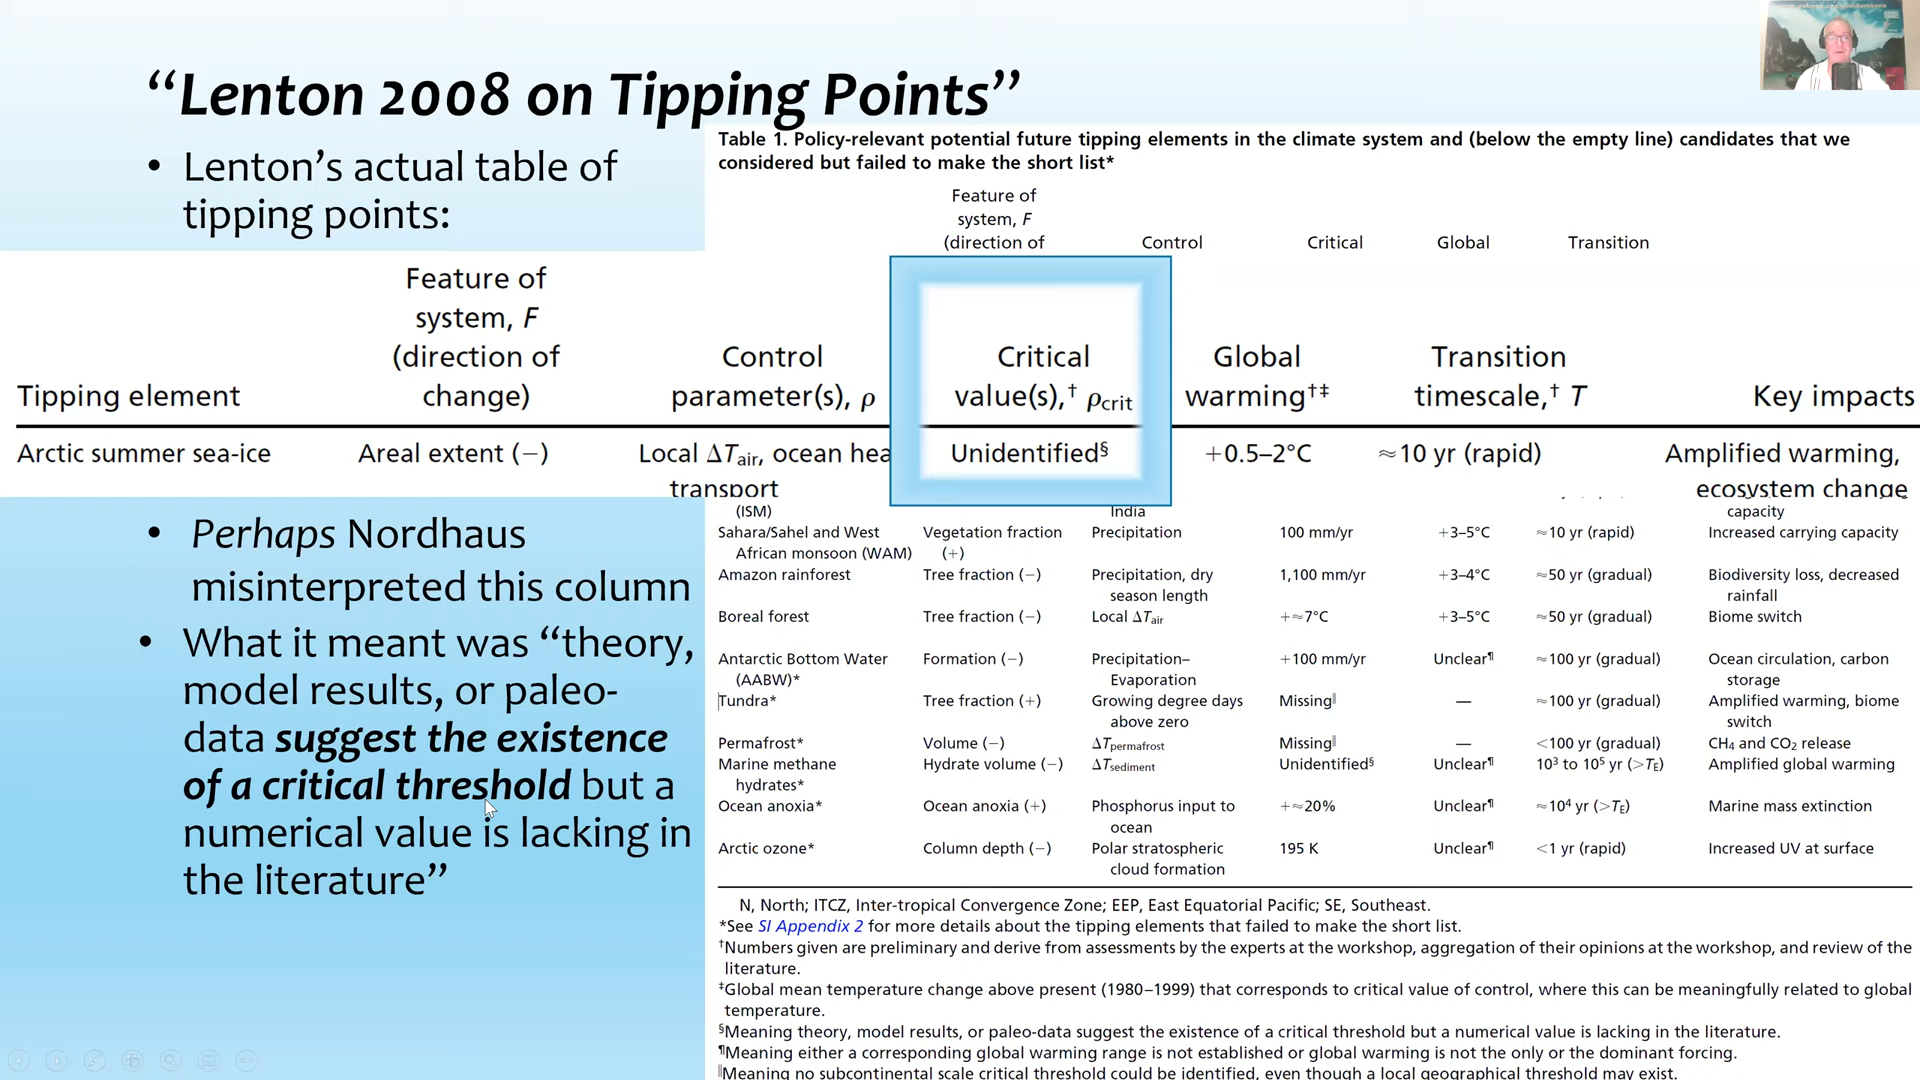 “Lenton 2008 on Tipping Points”
• Lenton’s actual table of
tipping points:
Table 1. Policy-relevant potential future tipping elements in the climate system and (below the empty line) candidates that we
considered but failed to make the short list*
Feature of
system, F
(direction of Control Critical Global Transition
Feature of
system, F
(direction of Control Critical Global Transition
Tipping element change) parameter(s), ρ value(s),† ρcrit warming†‡ timescale,† T Key impacts
Arctic summer sea-ice Areal extent (−) Local ΔTair, ocean hea Unidentified§ +0.5–2°C ≈10 yr (rapid) Amplified warming,
transport ecosystem change
• Perhaps Nordhaus
misinterpreted this column
• What it meant was “theory,
model results, or paleo-
data suggest the existence
of a critical threshold but a
numerical value is lacking in
the literature”
(ISM) India capacity
Sahara/Sahel and West Vegetation fraction Precipitation 100 mm/yr +3–5°C ≈10 yr (rapid) Increased carrying capacity
African monsoon (WAM) (+)
Amazon rainforest Tree fraction (−) Precipitation, dry 1,100 mm/yr +3–4°C ≈50 yr (gradual) Biodiversity loss, decreased
season length rainfall
Boreal forest Tree fraction (−) Local ΔTair +≈7°C +3–5°C ≈50 yr (gradual) Biome switch
Antarctic Bottom Water Formation (−) Precipitation– +100 mm/yr Unclear¶ ≈100 yr (gradual) Ocean circulation, carbon
(AABW)* Evaporation storage
Tundra* Tree fraction (+) Growing degree days Missing‖ — ≈100 yr (gradual) Amplified warming, biome
above zero switch
Permafrost* Volume (−) ΔTpermafrost Missing‖ — <100 yr (gradual) CH4 and CO2 release
Marine methane Hydrate volume (−) ΔTsediment Unidentified§ Unclear¶ 10³ to 10⁵ yr (>TE) Amplified global warming
hydrates*
Ocean anoxia* Ocean anoxia (+) Phosphorus input to +≈20% Unclear¶ ≈10⁴ yr (>TE) Marine mass extinction
ocean
Arctic ozone* Column depth (−) Polar stratospheric 195 K Unclear¶ <1 yr (rapid) Increased UV at surface
cloud formation
N, North; ITCZ, Inter-tropical Convergence Zone; EEP, East Equatorial Pacific; SE, Southeast.
*See SI Appendix 2 for more details about the tipping elements that failed to make the short list.
†Numbers given are preliminary and derive from assessments by the experts at the workshop, aggregation of their opinions at the workshop, and review of the
literature.
‡Global mean temperature change above present (1980–1999) that corresponds to critical value of control, where this can be meaningfully related to global
temperature.
§Meaning theory, model results, or paleo-data suggest the existence of a critical threshold but a numerical value is lacking in the literature.
¶Meaning either a corresponding global warming range is not established or global warming is not the only or the dominant forcing.
‖Meaning no subcontinental scale critical threshold could be identified, even though a local geographical threshold may exist.